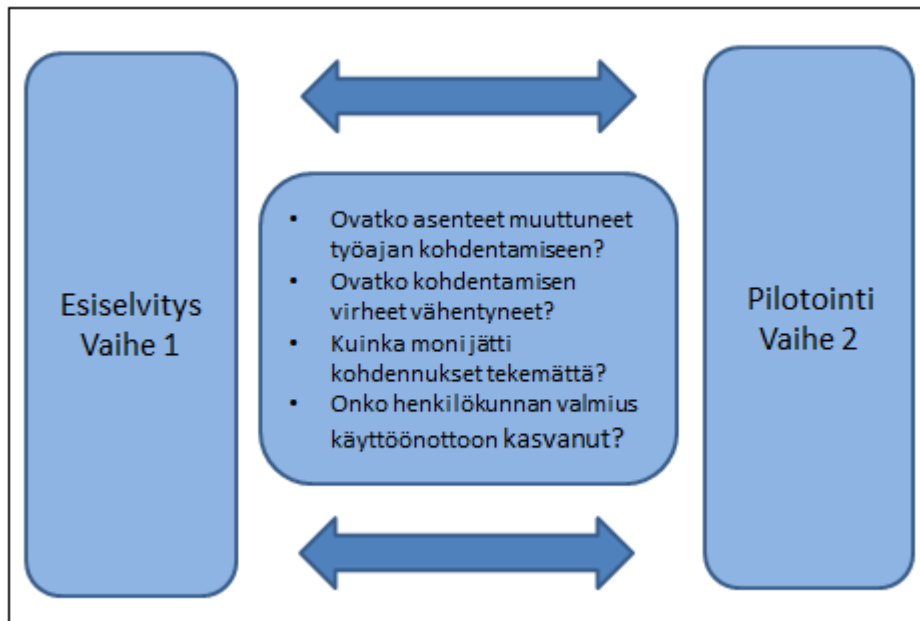 Esiselvitys
Vaihe 1
• Ovatko asenteet muuttuneet
työajan kohdentamiseen?
• Ovatko kohdentamisen
virheet vähentyneet?
• Kuinka moni jätti
kohdennukset tekemättä?
• Onko henkilökunnan valmius
käyttöönottoon kasvanut?
Pilotointi
Vaihe 2